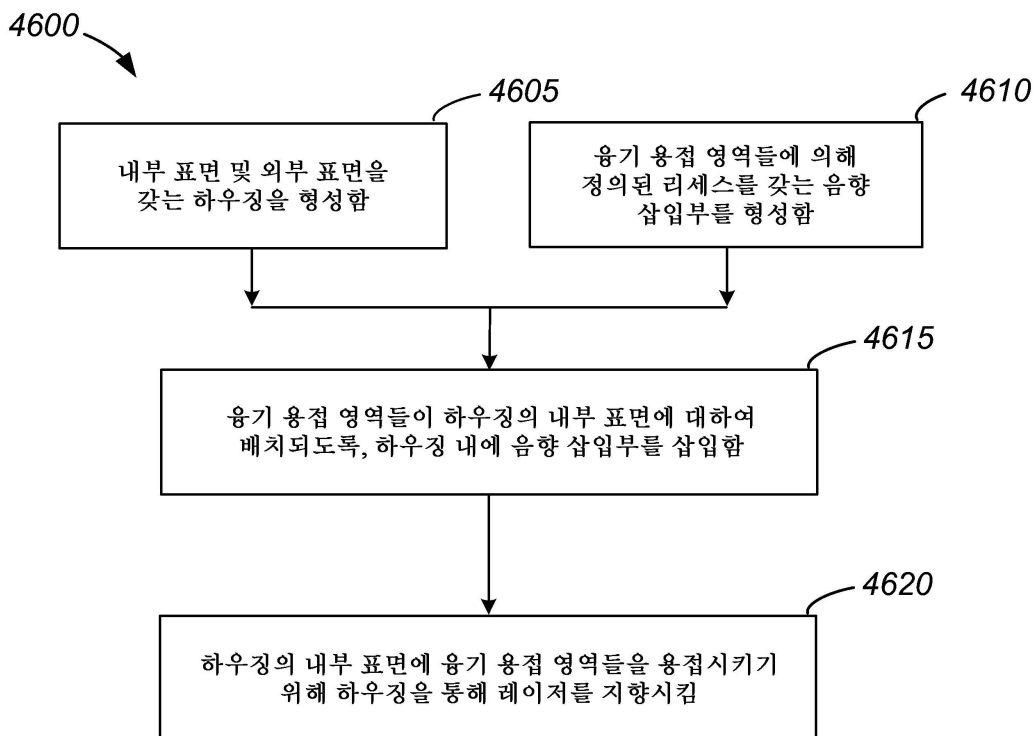 4600
4605
내부 표면 및 외부 표면을
갖는 하우징을 형성함
4610
융기 용접 영역들에 의해
정의된 리세스를 갖는 음향
삽입부를 형성함
4615
융기 용접 영역들이 하우징의 내부 표면에 대하여
배치되도록, 하우징 내에 음향 삽입부를 삽입함
4620
하우징의 내부 표면에 융기 용접 영역들을 용접시키기
위해 하우징을 통해 레이저를 지향시킴